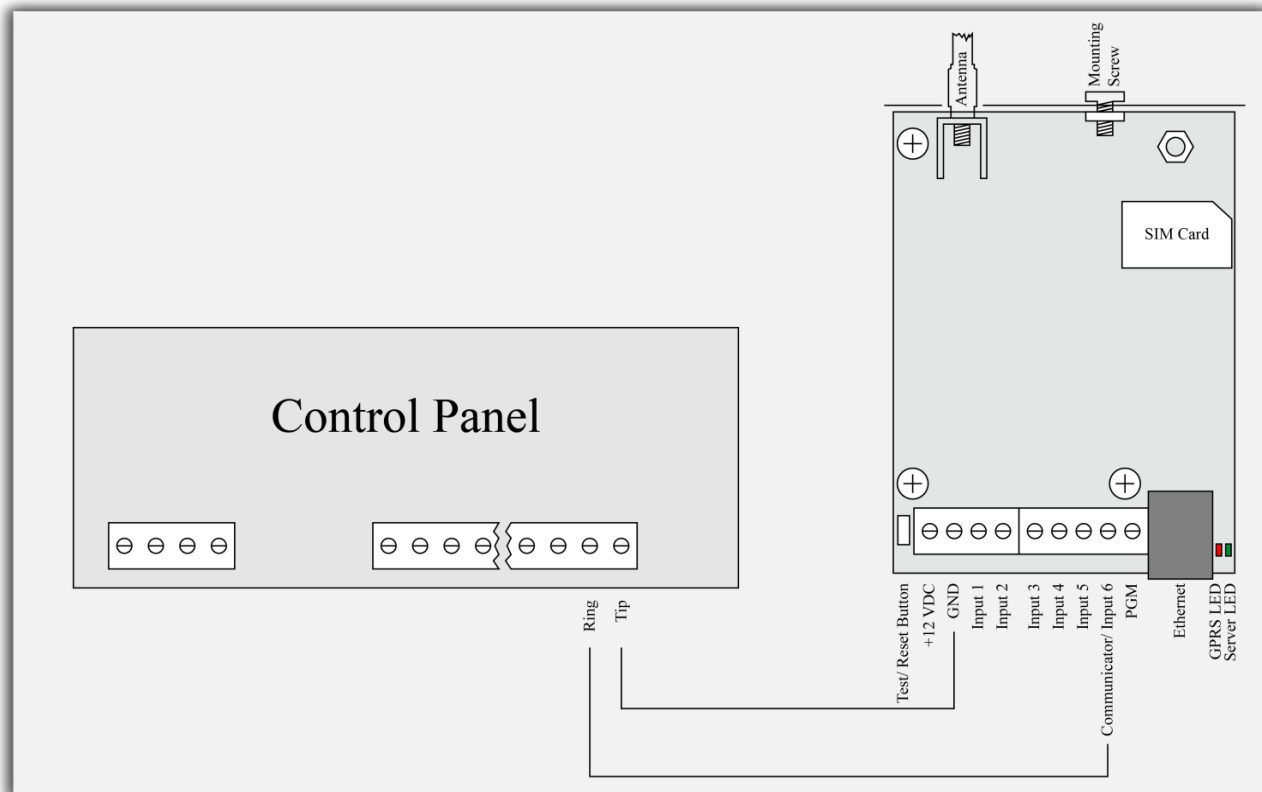 Antenna
Mounting
Screw
SIM Card
Control Panel
Ring
Tip
Test/ Reset Button
+12 VDC
GND
Input 1
Input 2
Input 3
Input 4
Input 5
Communicator/ Input 6
PGM
Ethernet
GPRS LED
Server LED